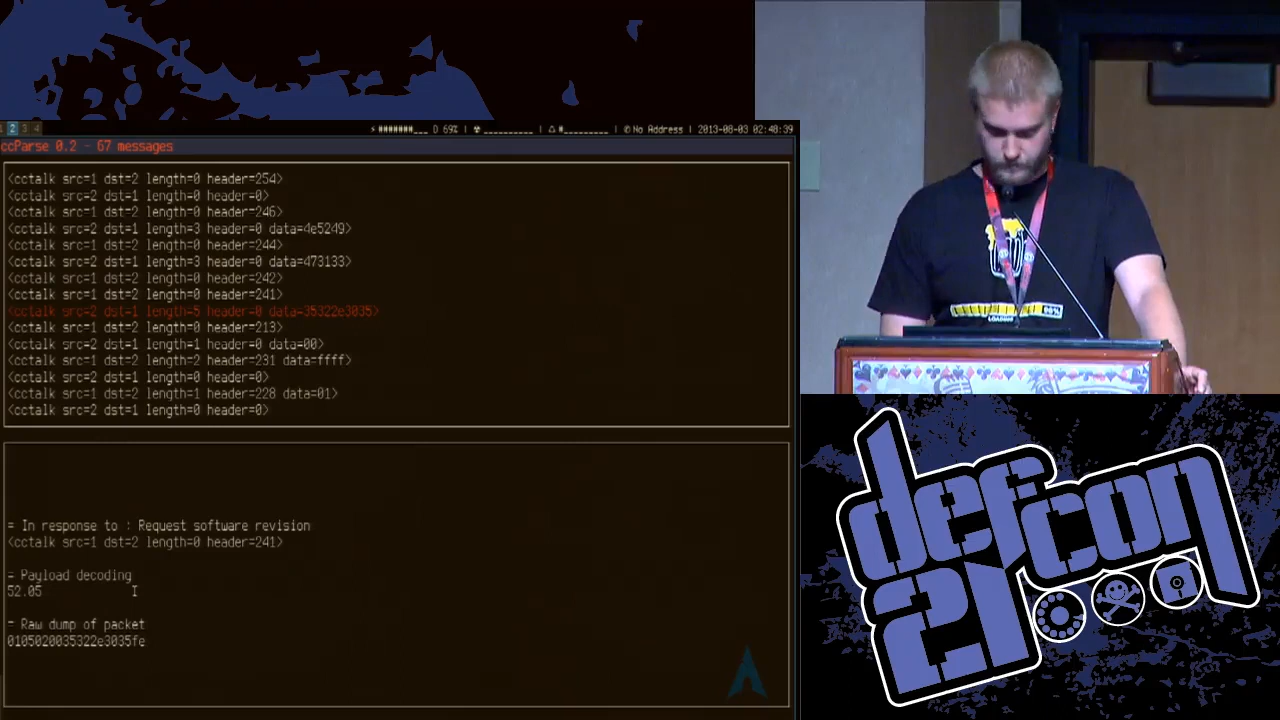 1 2 3 4
D 69% | No Address | 2013-08-03 02:48:39
ccParse 0.2 - 67 messages
<cctalk src=1 dst=2 length=0 header=254>
<cctalk src=2 dst=1 length=0 header=0>
<cctalk src=1 dst=2 length=0 header=246>
<cctalk src=2 dst=1 length=3 header=0 data=4e5249>
<cctalk src=1 dst=2 length=0 header=244>
<cctalk src=2 dst=1 length=3 header=0 data=473133>
<cctalk src=1 dst=2 length=0 header=242>
<cctalk src=1 dst=2 length=0 header=241>
<cctalk src=2 dst=1 length=5 header=0 data=35322e3035>
<cctalk src=1 dst=2 length=0 header=213>
<cctalk src=2 dst=1 length=1 header=0 data=00>
<cctalk src=1 dst=2 length=2 header=231 data=ffff>
<cctalk src=2 dst=1 length=0 header=0>
<cctalk src=1 dst=2 length=1 header=228 data=01>
<cctalk src=2 dst=1 length=0 header=0>
= In response to : Request software revision
<cctalk src=1 dst=2 length=0 header=241>
= Payload decoding
52.05
= Raw dump of packet
0105020035322e3035fe
LOADING
defcon
21